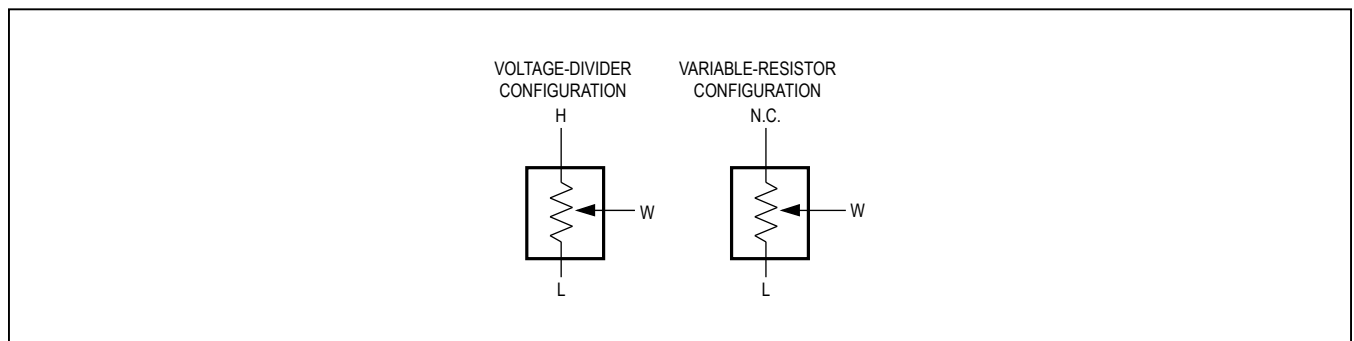 VOLTAGE-DIVIDER
CONFIGURATION
H
W
L
VARIABLE-RESISTOR
CONFIGURATION
N.C.
W
L